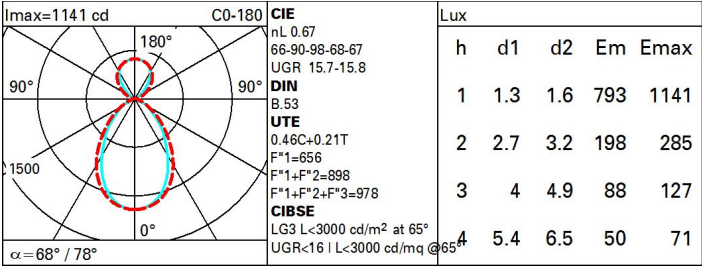 Imax=1141 cd C0-180
180°
90° 90°
1500
0°
α=68° / 78°
CIE
nL 0.67
66-90-98-68-67
UGR 15.7-15.8
DIN
B.53
UTE
0.46C+0.21T
F"1=656
F"1+F"2=898
F"1+F"2+F"3=978
CIBSE
LG3 L<3000 cd/m² at 65°
UGR<16 | L<3000 cd/mq @65°
Lux
h d1 d2 Em Emax
1 1.3 1.6 793 1141
2 2.7 3.2 198 285
3 4 4.9 88 127
4 5.4 6.5 50 71